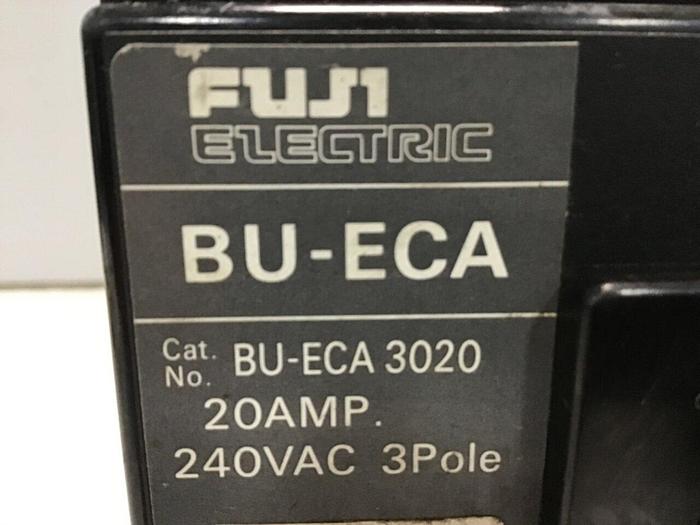 FUJI
ELECTRIC
BU-ECA
Cat. No. BU-ECA 3020
20AMP.
240VAC 3Pole